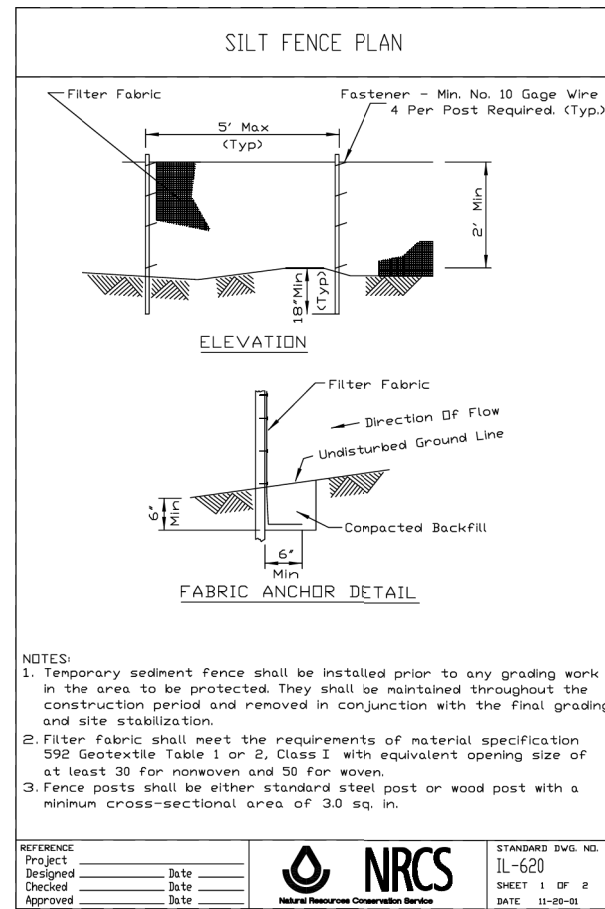 SILT FENCE PLAN
Filter Fabric
Fastener - Min. No. 10 Gage Wire
4 Per Post Required. (Typ.)
5' Max
(Typ)
2' Min
18"Min
(Typ)
ELEVATION
Filter Fabric
Direction Of Flow
Undisturbed Ground Line
6"
Min
Compacted Backfill
6"
Min
FABRIC ANCHOR DETAIL
NOTES:
1. Temporary sediment fence shall be installed prior to any grading work
in the area to be protected. They shall be maintained throughout the
construction period and removed in conjunction with the final grading
and site stabilization.
2. Filter fabric shall meet the requirements of material specification
592 Geotextile Table 1 or 2, Class I with equivalent opening size of
at least 30 for nonwoven and 50 for woven.
3. Fence posts shall be either standard steel post or wood post with a
minimum cross-sectional area of 3.0 sq. in.
REFERENCE
Project
Designed Date
Checked Date
Approved Date
NRCS
Natural Resources Conservation Service
STANDARD DWG. NO.
IL-620
SHEET 1 OF 2
DATE 11-20-01